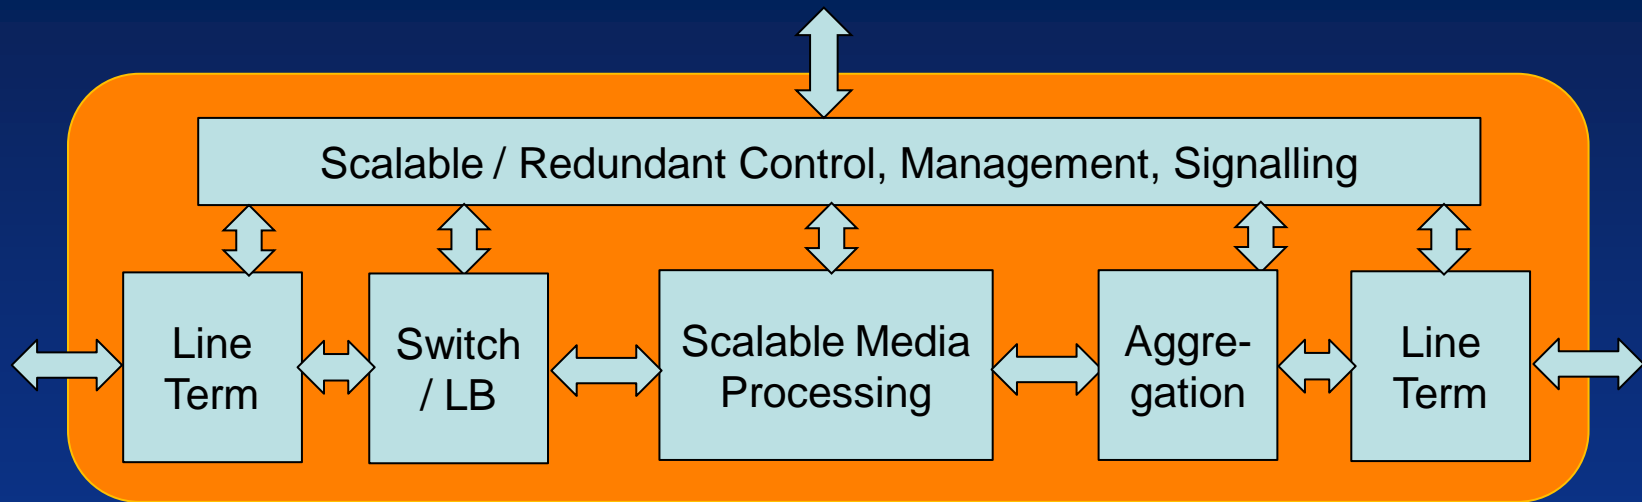 Scalable / Redundant Control, Management, Signalling
Line
Term
Switch
/ LB
Scalable Media
Processing
Aggre-
gation
Line
Term